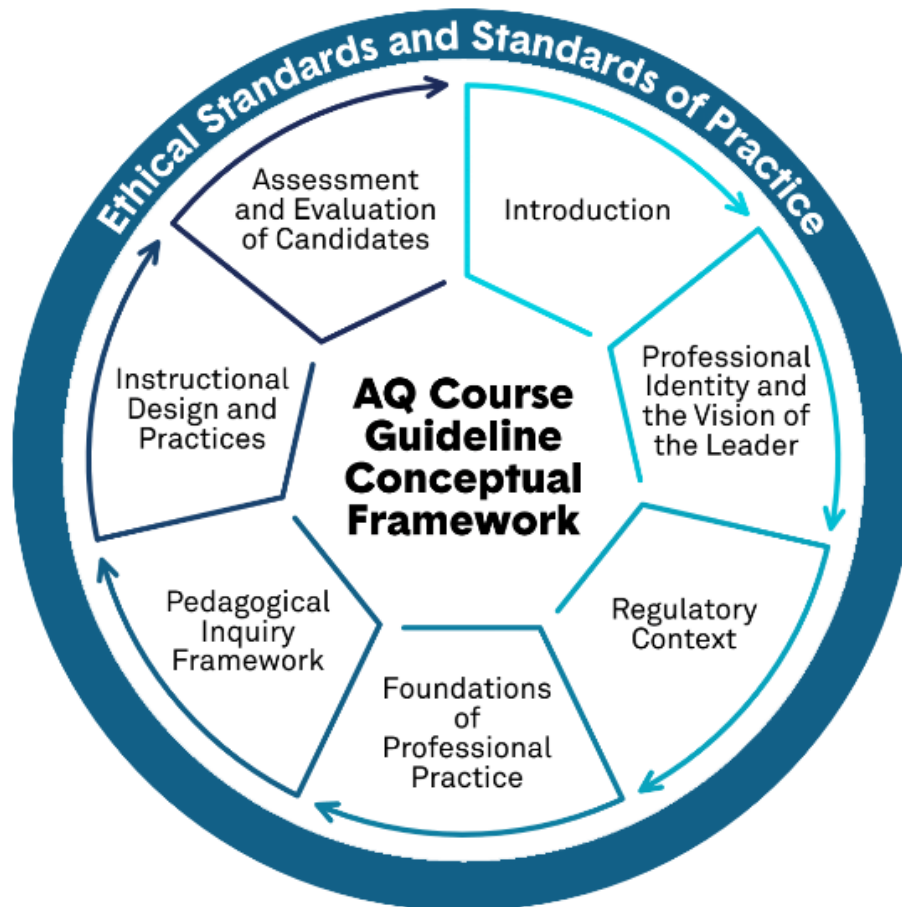 Ethical Standards and Standards of Practice
Introduction
Professional
Identity and
the Vision of
the Leader
Regulatory
Context
Foundations
of
Professional
Practice
Pedagogical
Inquiry
Framework
Instructional
Design and
Practices
Assessment
and Evaluation
of Candidates
AQ Course
Guideline
Conceptual
Framework